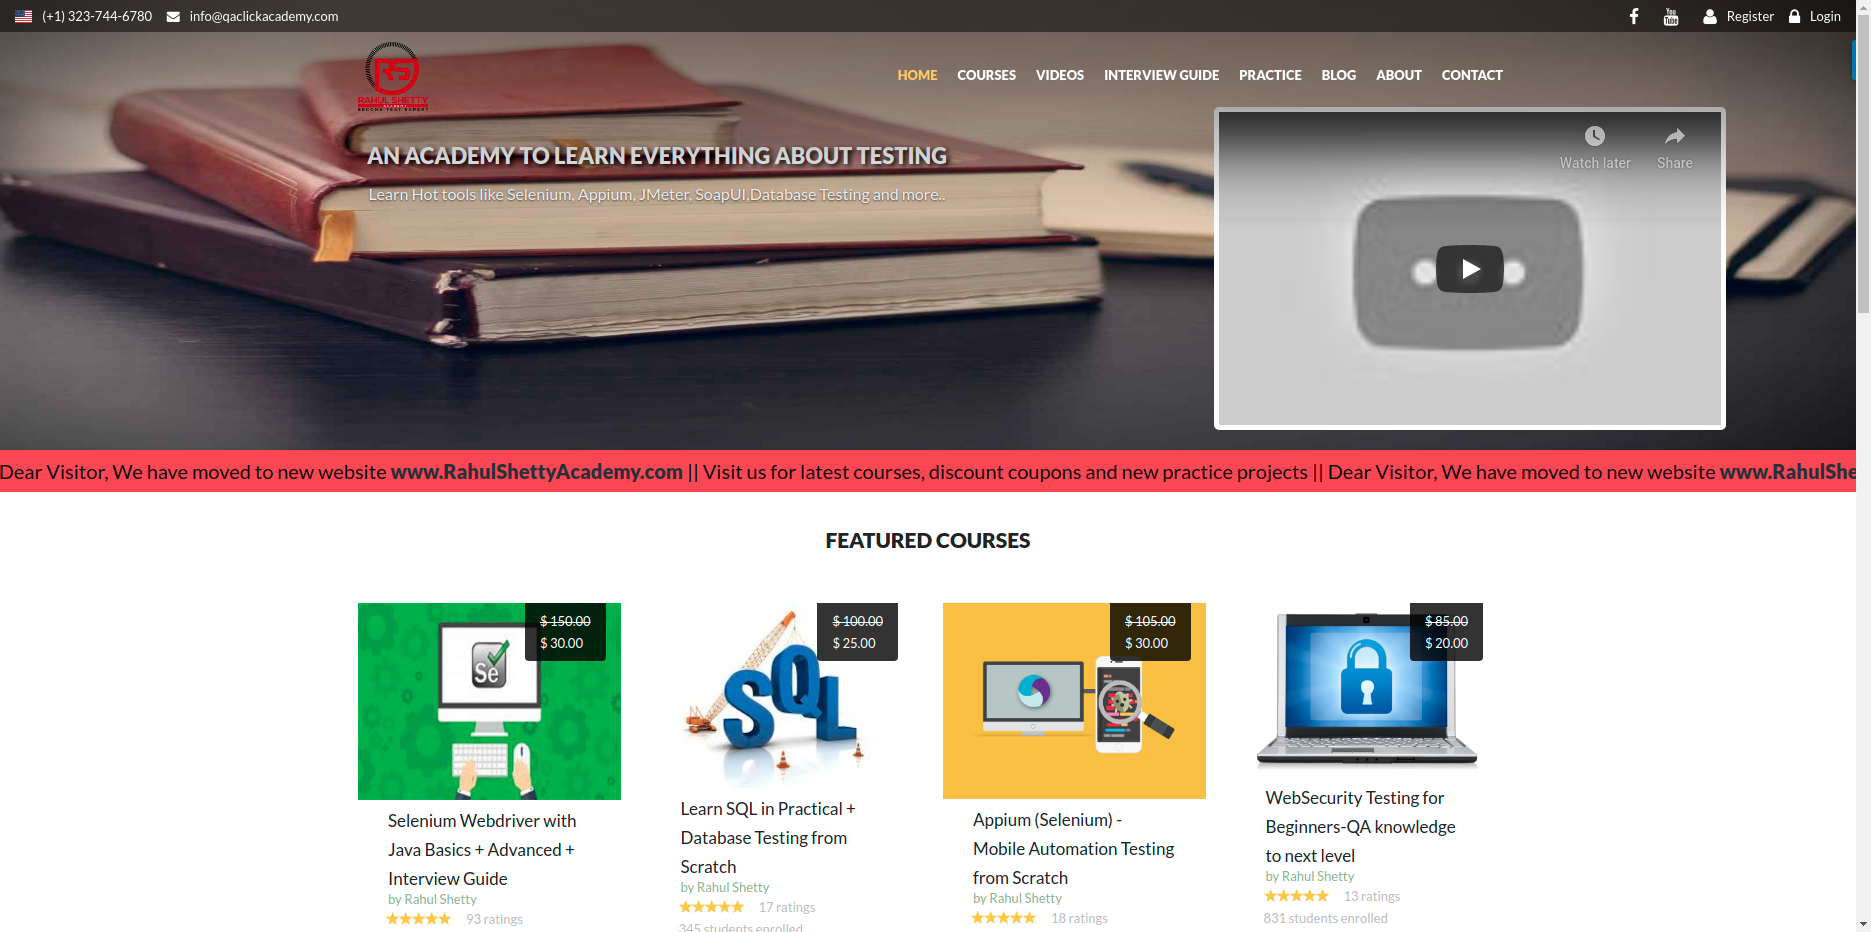 (+1) 323-744-6780 info@qaclickacademy.com Register Login
RAHUL SHETTY
HOME COURSES VIDEOS INTERVIEW GUIDE PRACTICE BLOG ABOUT CONTACT
AN ACADEMY TO LEARN EVERYTHING ABOUT TESTING
Learn Hot tools like Selenium, Appium, JMeter, SoapUI,Database Testing and more..
Watch later Share
Dear Visitor, We have moved to new website www.RahulShettyAcademy.com || Visit us for latest courses, discount coupons and new practice projects || Dear Visitor, We have moved to new website www.RahulShe
FEATURED COURSES
$ 150.00
$ 30.00
Se
Selenium Webdriver with
Java Basics + Advanced +
Interview Guide
by Rahul Shetty
93 ratings
$ 100.00
$ 25.00
SQL
Learn SQL in Practical +
Database Testing from
Scratch
by Rahul Shetty
17 ratings
345 students enrolled
$ 105.00
$ 30.00
Appium (Selenium) -
Mobile Automation Testing
from Scratch
by Rahul Shetty
18 ratings
$ 85.00
$ 20.00
WebSecurity Testing for
Beginners-QA knowledge
to next level
by Rahul Shetty
13 ratings
831 students enrolled